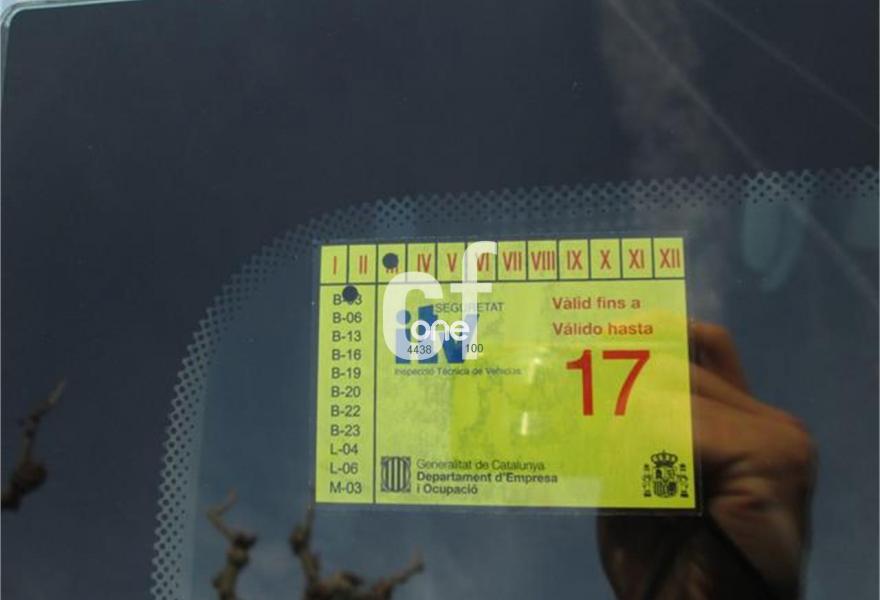 I II III IV V VI VII VIII IX X XI XII
B-03
B-06
B-13
B-16
B-19
B-20
B-22
B-23
L-04
L-06
M-03
SEGURETAT
itv
cf
one
4438 100
Inspecció Tècnica de Vehicles
Vàlid fins a
Válido hasta
17
Generalitat de Catalunya
Departament d'Empresa
i Ocupació